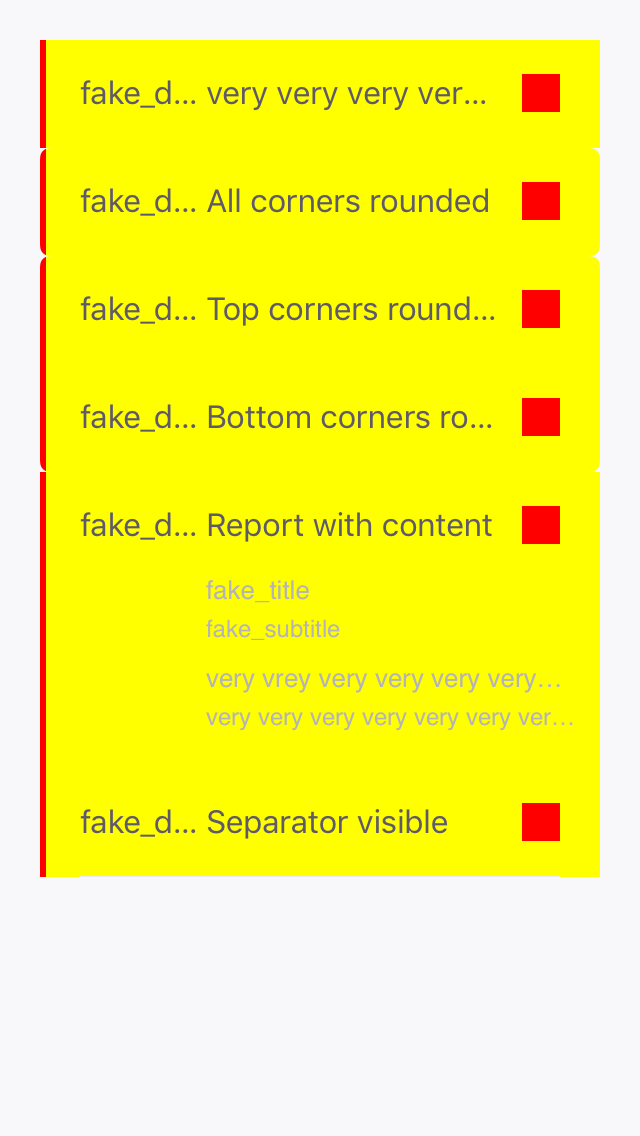 fake_d... very very very ver...
fake_d... All corners rounded
fake_d... Top corners round...
fake_d... Bottom corners ro...
fake_d... Report with content
fake_title
fake_subtitle
very vrey very very very very...
very very very very very very ver...
fake_d... Separator visible